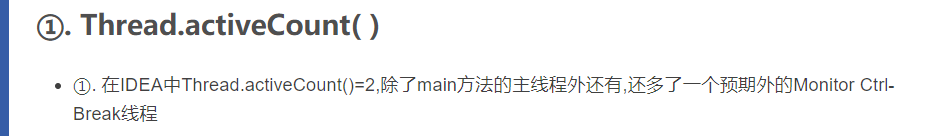 ①. Thread.activeCount( )
①. 在IDEA中Thread.activeCount()=2,除了main方法的主线程外还有,还多了一个预期外的Monitor Ctrl-
Break线程